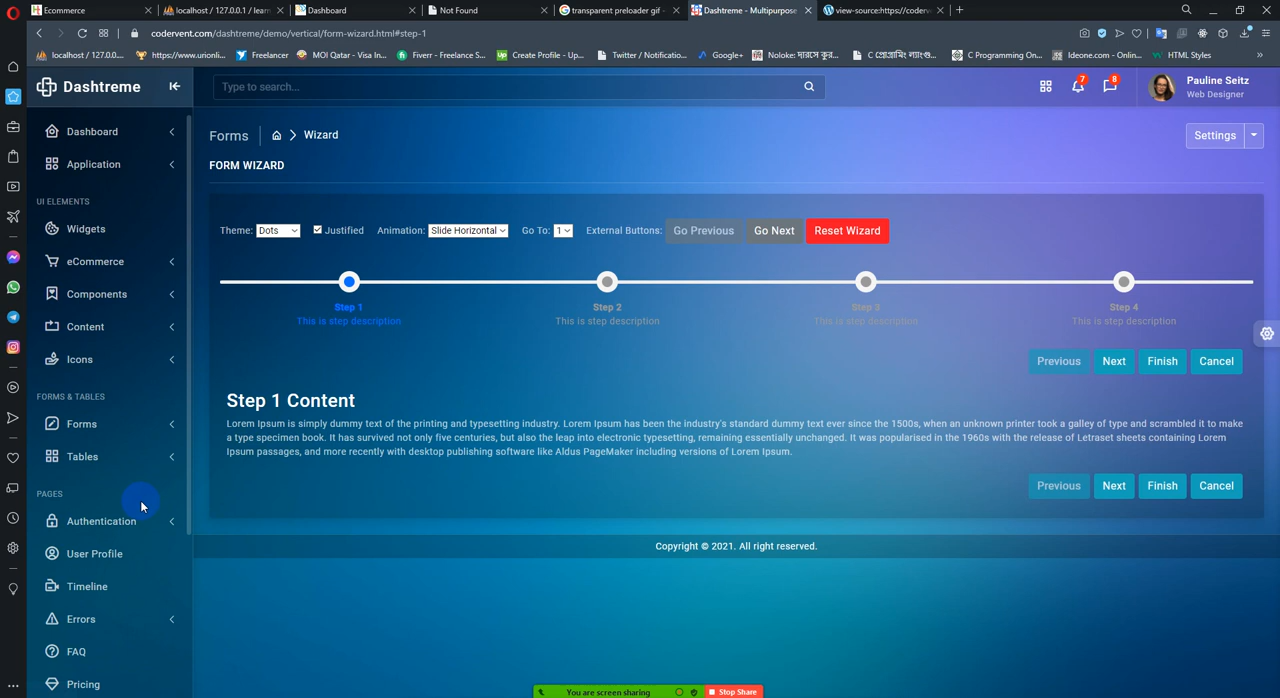 Ecommerce
localhost / 127.0.0.1 / lear
Dashboard
Not Found
transparent preloader gif -
Dashtreme - Multipurpose
view-source:https://coderv
codervent.com/dashtreme/demo/vertical/form-wizard.html#step-1
localhost / 127.0.0....
https://www.urionli...
Freelancer
MOI Qatar - Visa In...
Fiverr - Freelance S...
Create Profile - Up...
Twitter / Notificatio...
Google+
C Programming On...
Ideone.com - Onlin...
HTML Styles
Dashtreme
Type to search...
7
8
Pauline Seitz
Web Designer
Dashboard
Application
UI ELEMENTS
Widgets
eCommerce
Components
Content
Icons
FORMS & TABLES
Forms
Tables
PAGES
Authentication
User Profile
Timeline
Errors
FAQ
Pricing
Forms
Wizard
Settings
FORM WIZARD
Theme: Dots
Justified
Animation: Slide Horizontal
Go To: 1
External Buttons: Go Previous Go Next Reset Wizard
Step 1
This is step description
Step 2
This is step description
Step 3
This is step description
Step 4
This is step description
Previous Next Finish Cancel
Step 1 Content
Lorem Ipsum is simply dummy text of the printing and typesetting industry. Lorem Ipsum has been the industry's standard dummy text ever since the 1500s, when an unknown printer took a galley of type and scrambled it to make
a type specimen book. It has survived not only five centuries, but also the leap into electronic typesetting, remaining essentially unchanged. It was popularised in the 1960s with the release of Letraset sheets containing Lorem
Ipsum passages, and more recently with desktop publishing software like Aldus PageMaker including versions of Lorem Ipsum.
Previous Next Finish Cancel
Copyright © 2021. All right reserved.
You are screen sharing
Stop Share